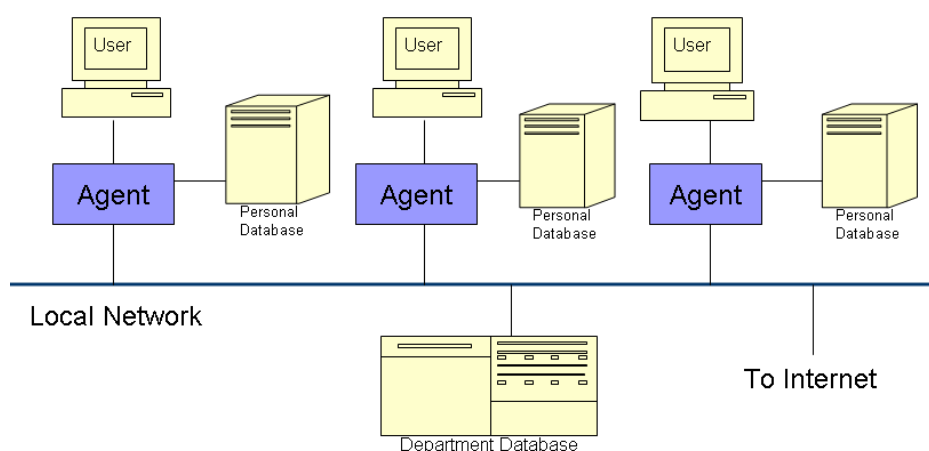 User
User
User
Agent
Agent
Agent
Personal
Database
Personal
Database
Personal
Database
Local Network
To Internet
Department Database